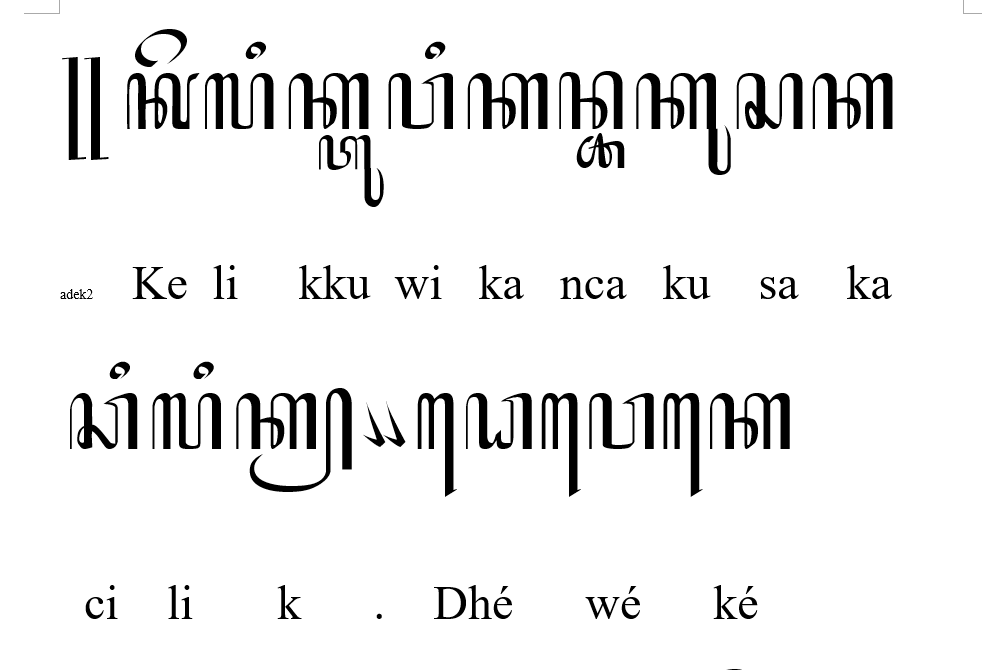 ꧋ꦏꦼꦭꦶꦏ꧀ꦏꦸꦮꦶꦏꦚ꧀ꦕꦏꦸꦱꦏ
adek2 Ke li kku wi ka nca ku sa ka
ꦕꦶꦭꦶꦏ꧀꧉ꦝꦺꦮꦺꦏꦺ
ci li k . Dhé wé ké